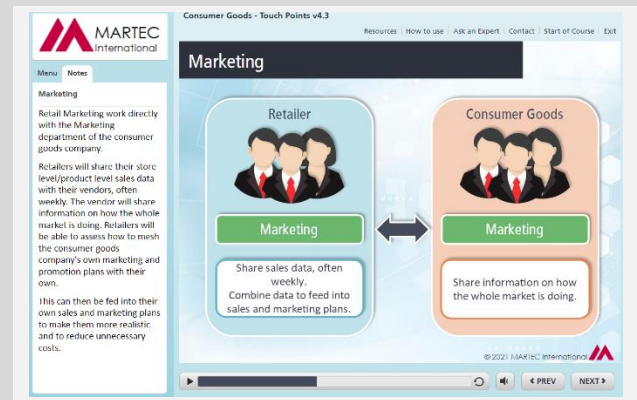 MARTEC
International
Consumer Goods - Touch Points v4.3
Resources | How to use | Ask an Expert | Contact | Start of Course | Exit
Menu Notes
Marketing
Retail Marketing work directly
with the Marketing
department of the consumer
goods company.
Retailers will share their store
level/product level sales data
with their vendors, often
weekly. The vendor will share
information on how the whole
market is doing. Retailers will
be able to assess how to mesh
the consumer goods
company's own marketing and
promotion plans with their
own.
This can then be fed into their
own sales and marketing plans
to make them more realistic
and to reduce unnecessary
costs.
Marketing
Retailer
Marketing
Share sales data, often
weekly.
Combine data to feed into
sales and marketing plans.
Consumer Goods
Marketing
Share information on how
the whole market is doing.
© 2021 MARTEC International
PREV
NEXT